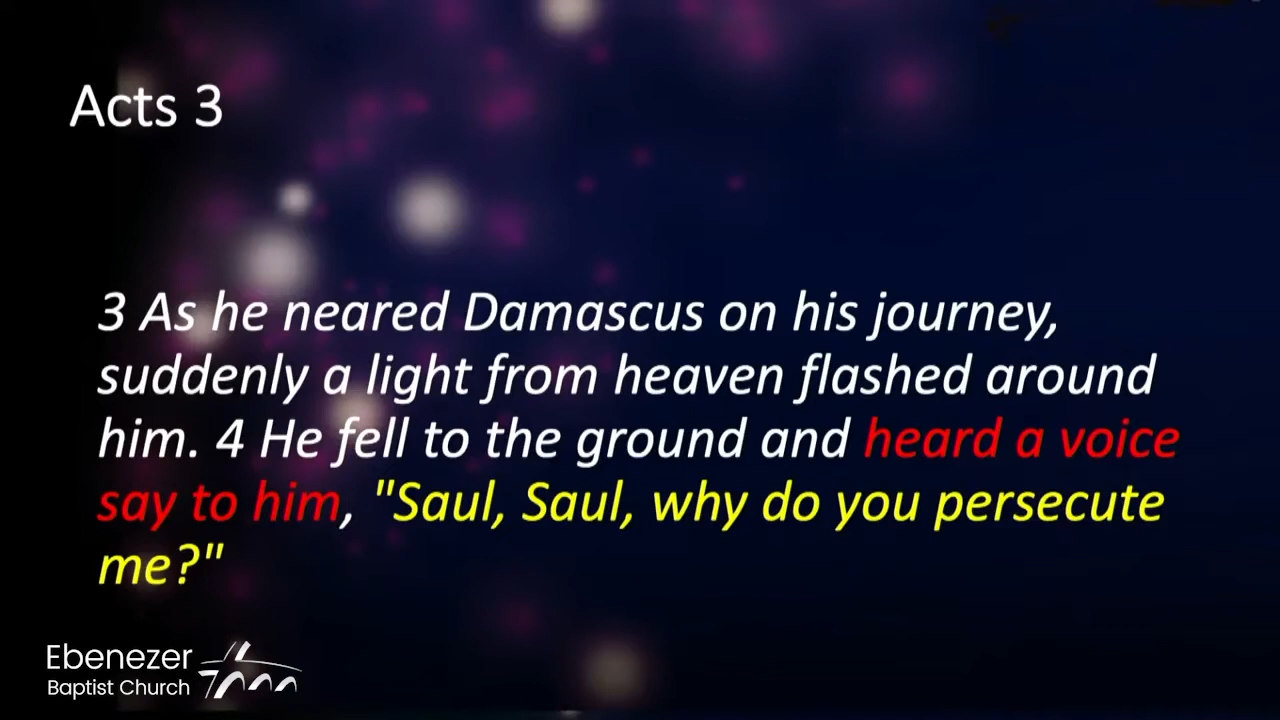 Acts 3
3 As he neared Damascus on his journey,
suddenly a light from heaven flashed around
him. 4 He fell to the ground and heard a voice
say to him, "Saul, Saul, why do you persecute
me?"
Ebenezer
Baptist Church